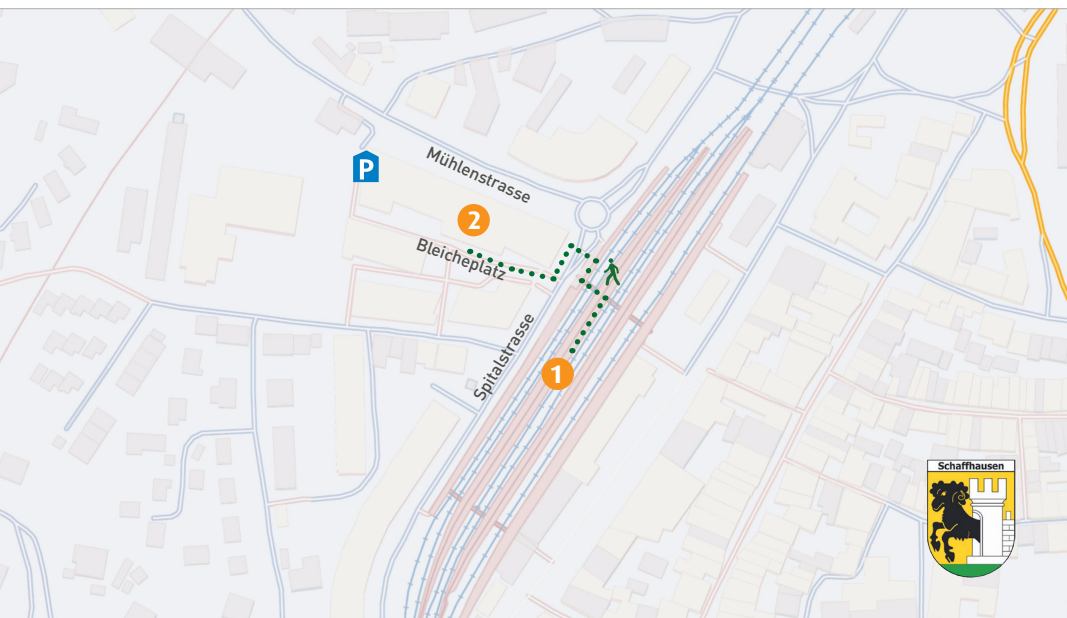 P
Mühlenstrasse
2
Bleicheplatz
Spitalstrasse
1
Schaffhausen